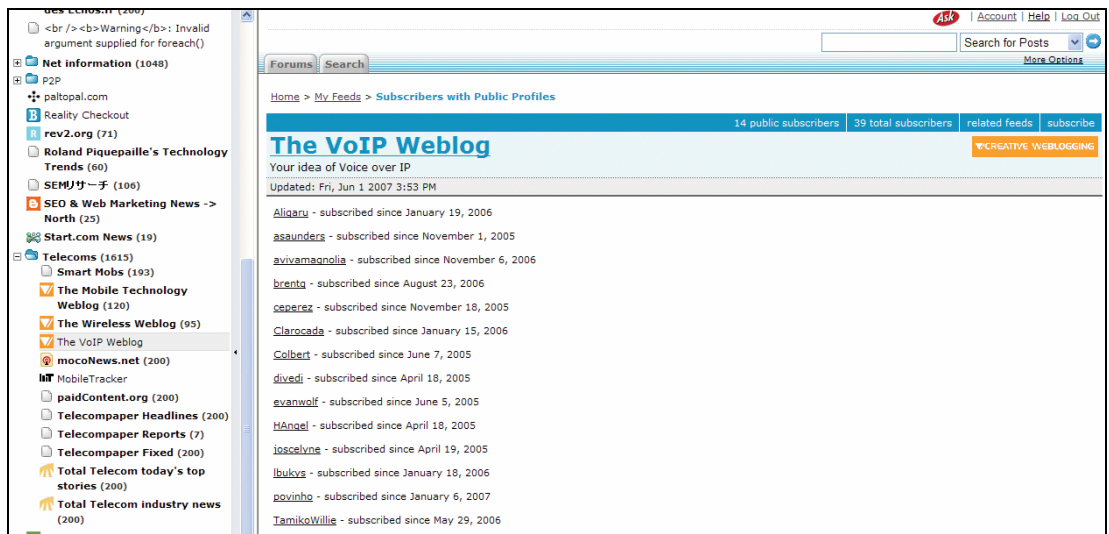 des Echos.fr (200)
<br /><b>Warning</b>: Invalid
argument supplied for foreach()
Net information (1048)
P2P
paltopal.com
Reality Checkout
rev2.org (71)
Roland Piquepaille's Technology
Trends (60)
SEMリサーチ (106)
SEO & Web Marketing News ->
North (25)
Start.com News (19)
Telecoms (1615)
Smart Mobs (193)
The Mobile Technology
Weblog (120)
The Wireless Weblog (95)
The VoIP Weblog
mocoNews.net (200)
MobileTracker
paidContent.org (200)
Telecompaper Headlines (200)
Telecompaper Reports (7)
Telecompaper Fixed (200)
Total Telecom today's top
stories (200)
Total Telecom industry news
(200)
Ask | Account | Help | Log Out
Search for Posts
More Options
Forums Search
Home > My Feeds > Subscribers with Public Profiles
14 public subscribers 39 total subscribers related feeds subscribe
The VoIP Weblog
CREATIVE WEBLOGGING
Your idea of Voice over IP
Updated: Fri, Jun 1 2007 3:53 PM
Aliqaru - subscribed since January 19, 2006
asaunders - subscribed since November 1, 2005
avivamagnolia - subscribed since November 6, 2006
brentg - subscribed since August 23, 2006
ceperez - subscribed since November 18, 2005
Clarocada - subscribed since January 15, 2006
Colbert - subscribed since June 7, 2005
divedi - subscribed since April 18, 2005
evanwolf - subscribed since June 5, 2005
HAngel - subscribed since April 18, 2005
joscelyne - subscribed since April 19, 2005
lbukys - subscribed since January 18, 2006
povinho - subscribed since January 6, 2007
TamikoWillie - subscribed since May 29, 2006